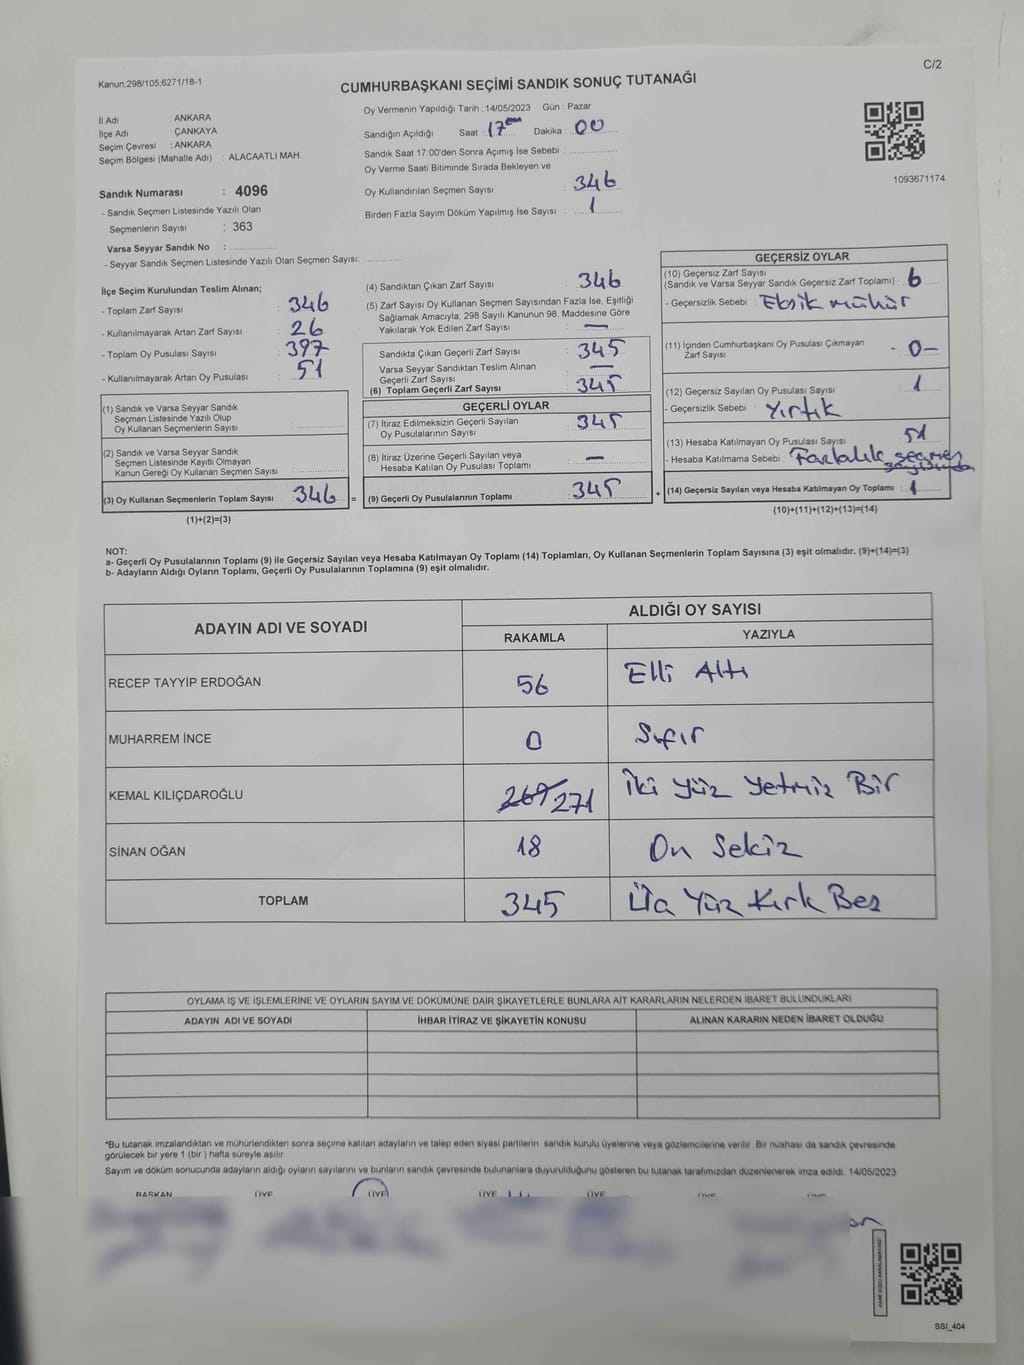 Kanun;298/105;6271/18-1
C/2
CUMHURBAŞKANI SEÇİMİ SANDIK SONUÇ TUTANAĞI
İl Adı : ANKARA
İlçe Adı : ÇANKAYA
Seçim Çevresi : ANKARA
Seçim Bölgesi (Mahalle Adı) : ALACAATLI MAH.
Sandık Numarası : 4096
- Sandık Seçmen Listesinde Yazılı Olan
Seçmenlerin Sayısı : 363
Varsa Seyyar Sandık No : ..............
- Seyyar Sandık Seçmen Listesinde Yazılı Olan Seçmen Sayısı: ............
Oy Vermenin Yapıldığı Tarih : 14/05/2023 Gün : Pazar
Sandığın Açıldığı Saat : 17 Dakika : 00
Sandık Saat 17:00'den Sonra Açımış İse Sebebi : ..............
Oy Verme Saati Bitiminde Sırada Bekleyen ve
Oy Kullandırılan Seçmen Sayısı : 346
Birden Fazla Sayım Döküm Yapılmış İse Sayısı : 1
1093671174
İlçe Seçim Kurulundan Teslim Alınan;
- Toplam Zarf Sayısı : 346
- Kullanılmayarak Artan Zarf Sayısı : 26
- Toplam Oy Pusulası Sayısı : 397
- Kullanılmayarak Artan Oy Pusulası : 51
(1) Sandık ve Varsa Seyyar Sandık
Seçmen Listesinde Yazılı Olup
Oy Kullanan Seçmenlerin Sayısı : ..............
(2) Sandık ve Varsa Seyyar Sandık
Seçmen Listesinde Kayıtlı Olmayan
Kanun Gereği Oy Kullanan Seçmen Sayısı : ..............
(3) Oy Kullanan Seçmenlerin Toplam Sayısı : 346 =
(1)+(2)=(3)
(4) Sandıktan Çıkan Zarf Sayısı : 346
(5) Zarf Sayısı Oy Kullanan Seçmen Sayısından Fazla İse, Eşitliği
Sağlamak Amacıyla; 298 Sayılı Kanunun 98. Maddesine Göre
Yakılarak Yok Edilen Zarf Sayısı : —
Sandıkta Çıkan Geçerli Zarf Sayısı : 345
Varsa Seyyar Sandıktan Teslim Alınan
Geçerli Zarf Sayısı : —
(6) Toplam Geçerli Zarf Sayısı : 345
GEÇERLİ OYLAR
(7) İtiraz Edilmeksizin Geçerli Sayılan
Oy Pusulalarının Sayısı : 345
(8) İtiraz Üzerine Geçerli Sayılan veya
Hesaba Katılan Oy Pusulası Toplamı : —
(9) Geçerli Oy Pusulalarının Toplamı : 345 +
GEÇERSİZ OYLAR
(10) Geçersiz Zarf Sayısı
(Sandık ve Varsa Seyyar Sandık Geçersiz Zarf Toplamı) : 6
- Geçersizlik Sebebi : Eksik mühür
(11) İçinden Cumhurbaşkanı Oy Pusulası Çıkmayan
Zarf Sayısı : -0-
(12) Geçersiz Sayılan Oy Pusulası Sayısı : 1
- Geçersizlik Sebebi : Yırtık
(13) Hesaba Katılmayan Oy Pusulası Sayısı : 51
- Hesaba Katılmama Sebebi : Fazlalık seçmen
(14) Geçersiz Sayılan veya Hesaba Katılmayan Oy Toplamı : 1
(10)+(11)+(12)+(13)=(14)
NOT:
a- Geçerli Oy Pusulalarının Toplamı (9) ile Geçersiz Sayılan veya Hesaba Katılmayan Oy Toplamı (14) Toplamları, Oy Kullanan Seçmenlerin Toplam Sayısına (3) eşit olmalıdır. (9)+(14)=(3)
b- Adayların Aldığı Oyların Toplamı, Geçerli Oy Pusulalarının Toplamına (9) eşit olmalıdır.
ADAYIN ADI VE SOYADI
ALDIĞI OY SAYISI
RAKAMLA YAZIYLA
RECEP TAYYİP ERDOĞAN 56 Elli Altı
MUHARREM İNCE 0 Sıfır
KEMAL KILIÇDAROĞLU 269 271 İki Yüz Yetmiz Bir
SİNAN OĞAN 18 On Sekiz
TOPLAM 345 Üç Yüz Kırk Beş
OYLAMA İŞ VE İŞLEMLERİNE VE OYLARIN SAYIM VE DÖKÜMÜNE DAİR ŞİKAYETLERLE BUNLARA AİT KARARLARIN NELERDEN İBARET BULUNDUKLARI
ADAYIN ADI VE SOYADI İHBAR İTİRAZ VE ŞİKAYETİN KONUSU ALINAN KARARIN NEDEN İBARET OLDUĞU
*Bu tutanak imzalandıktan ve mühürlendikten sonra seçime katılan adayların ve talep eden siyasi partilerin sandık kurulu üyelerine veya gözlemcilerine verilir. Bir nüshası da sandık çevresinde
görülecek bir yere 1 (bir ) hafta süreyle asılır.
Sayım ve döküm sonucunda adayların aldığı oyların sayılarını ve bunların sandık çevresinde bulunanlara duyurulduğunu gösteren bu tutanak tarafımızdan düzenlenerek imza edildi. 14/05/2023
BAŞKAN ÜYE ÜYE ÜYE ÜYE ÜYE ÜYE
SSI_404